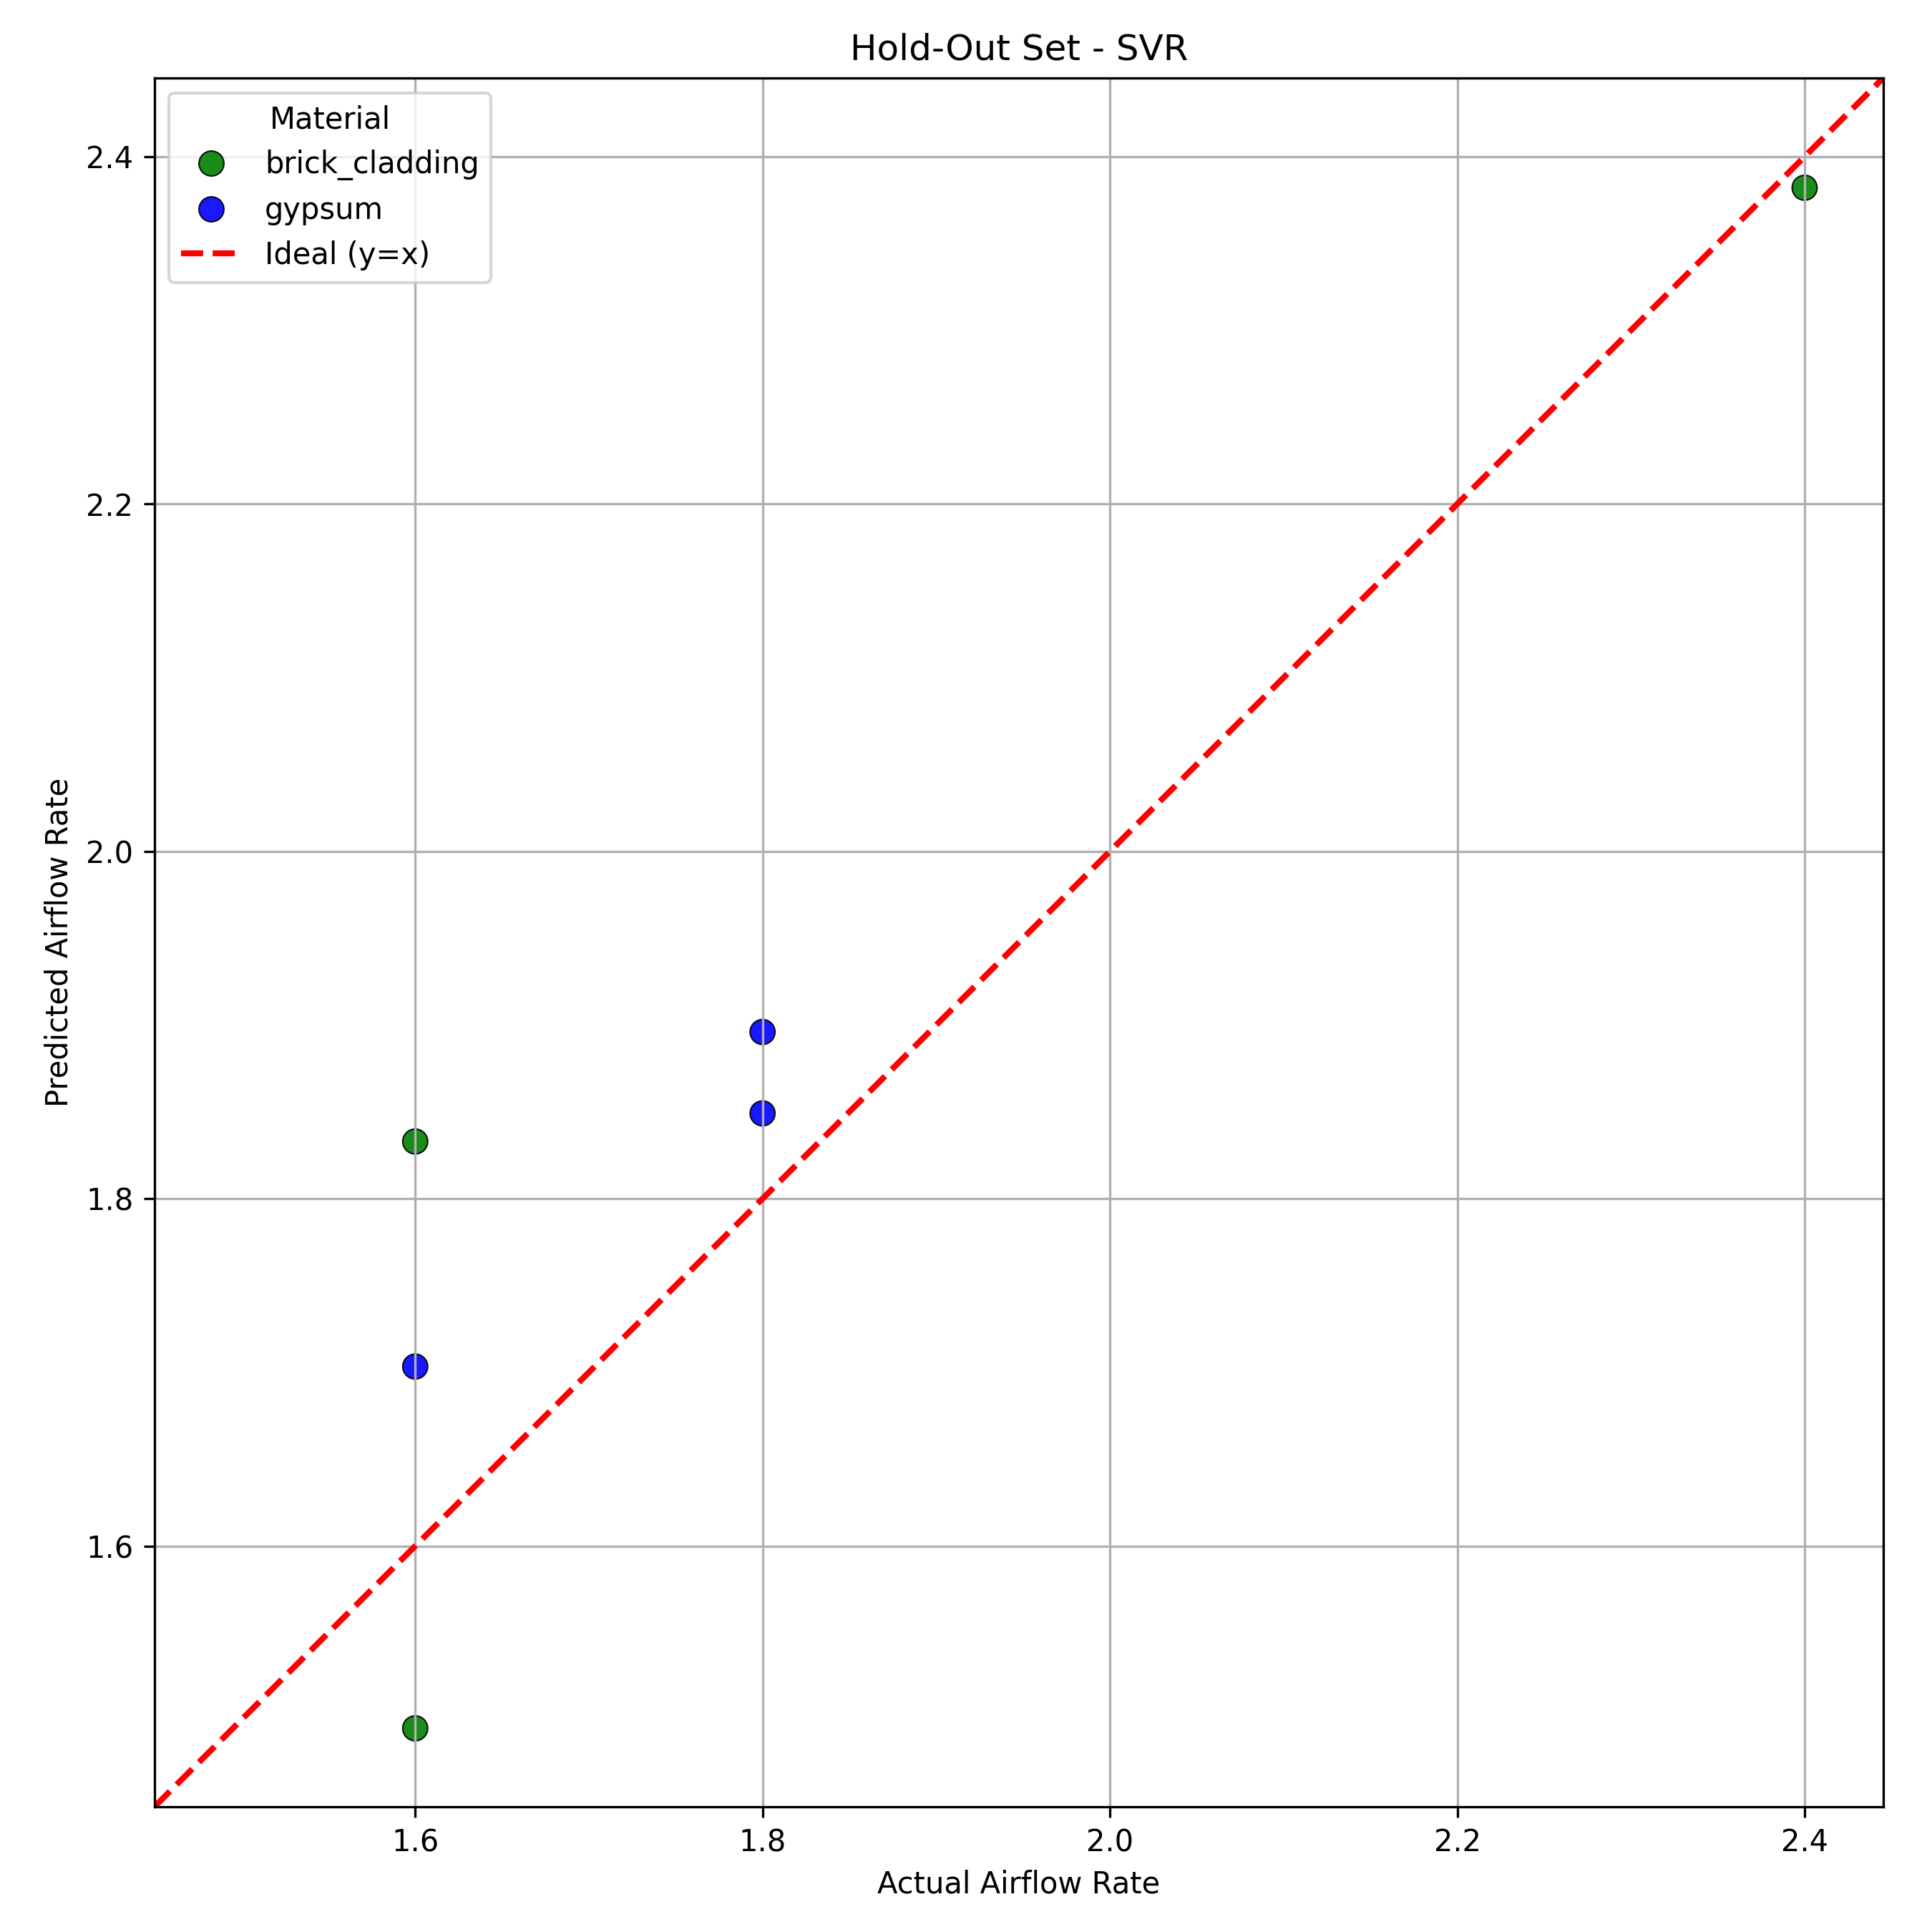 Hold-Out Set - SVR
Material
brick_cladding
gypsum
Ideal (y=x)
2.4
2.2
2.0
1.8
1.6
Predicted Airflow Rate
1.6
1.8
2.0
2.2
2.4
Actual Airflow Rate